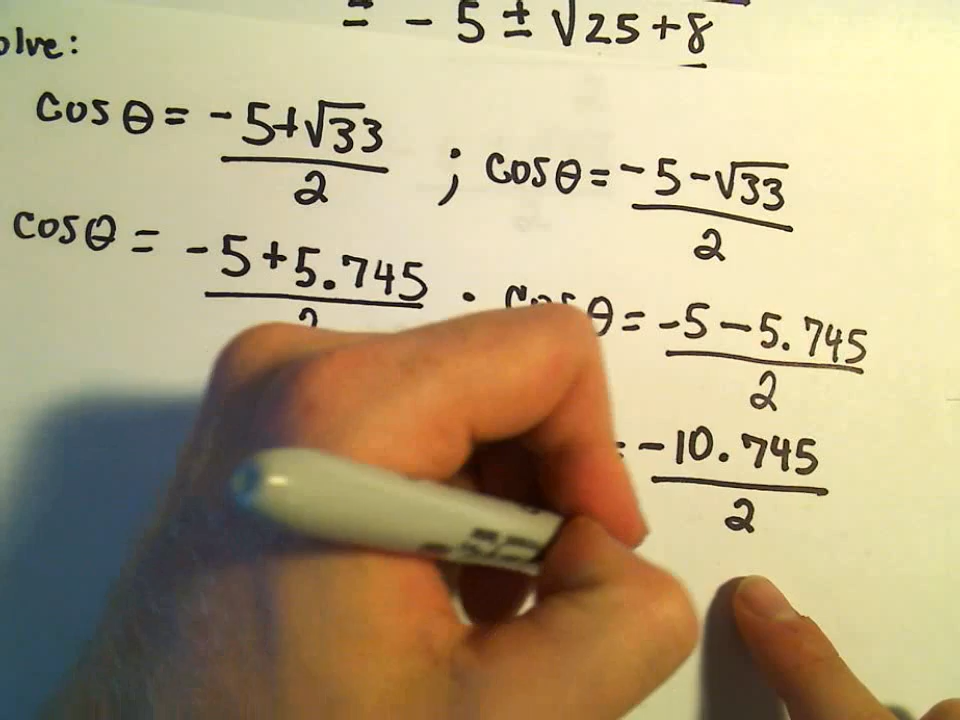 = - 5 ± √25 + 8
olve:
cos θ = -5+√33 / 2 ; cos θ = -5-√33 / 2
cos θ = -5+5.745 / 2 . cos θ = -5-5.745 / 2
= -10.745 / 2